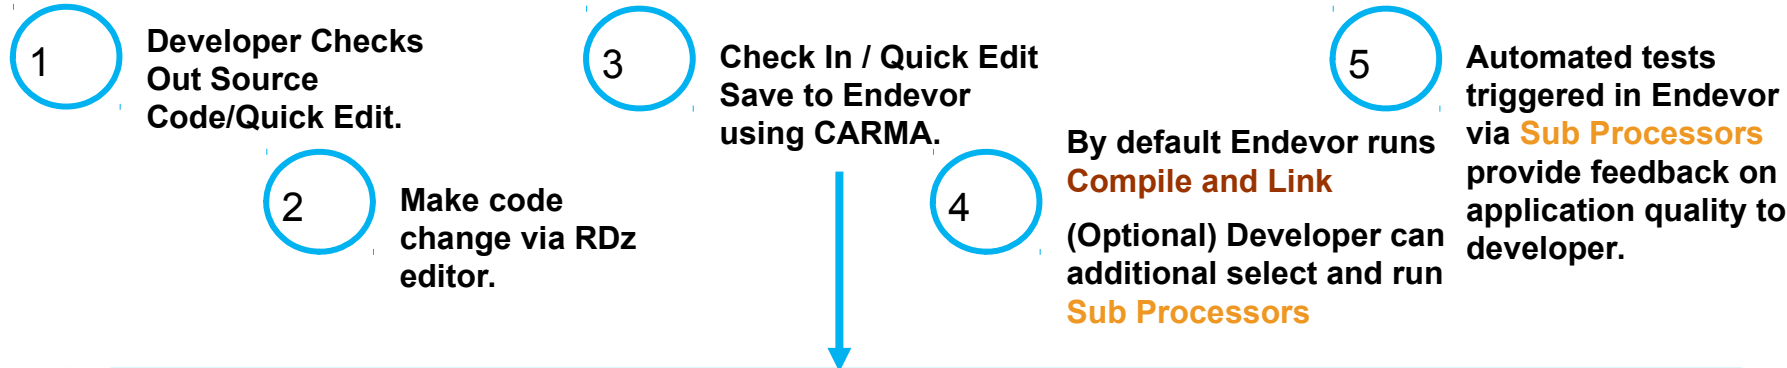 1
Developer Checks
Out Source
Code/Quick Edit.
2
Make code
change via RDz
editor.
3
Check In / Quick Edit
Save to Endevor
using CARMA.
4
By default Endevor runs
Compile and Link
(Optional) Developer can
additional select and run
Sub Processors
5
Automated tests
triggered in Endevor
via Sub Processors
provide feedback on
application quality to
developer.